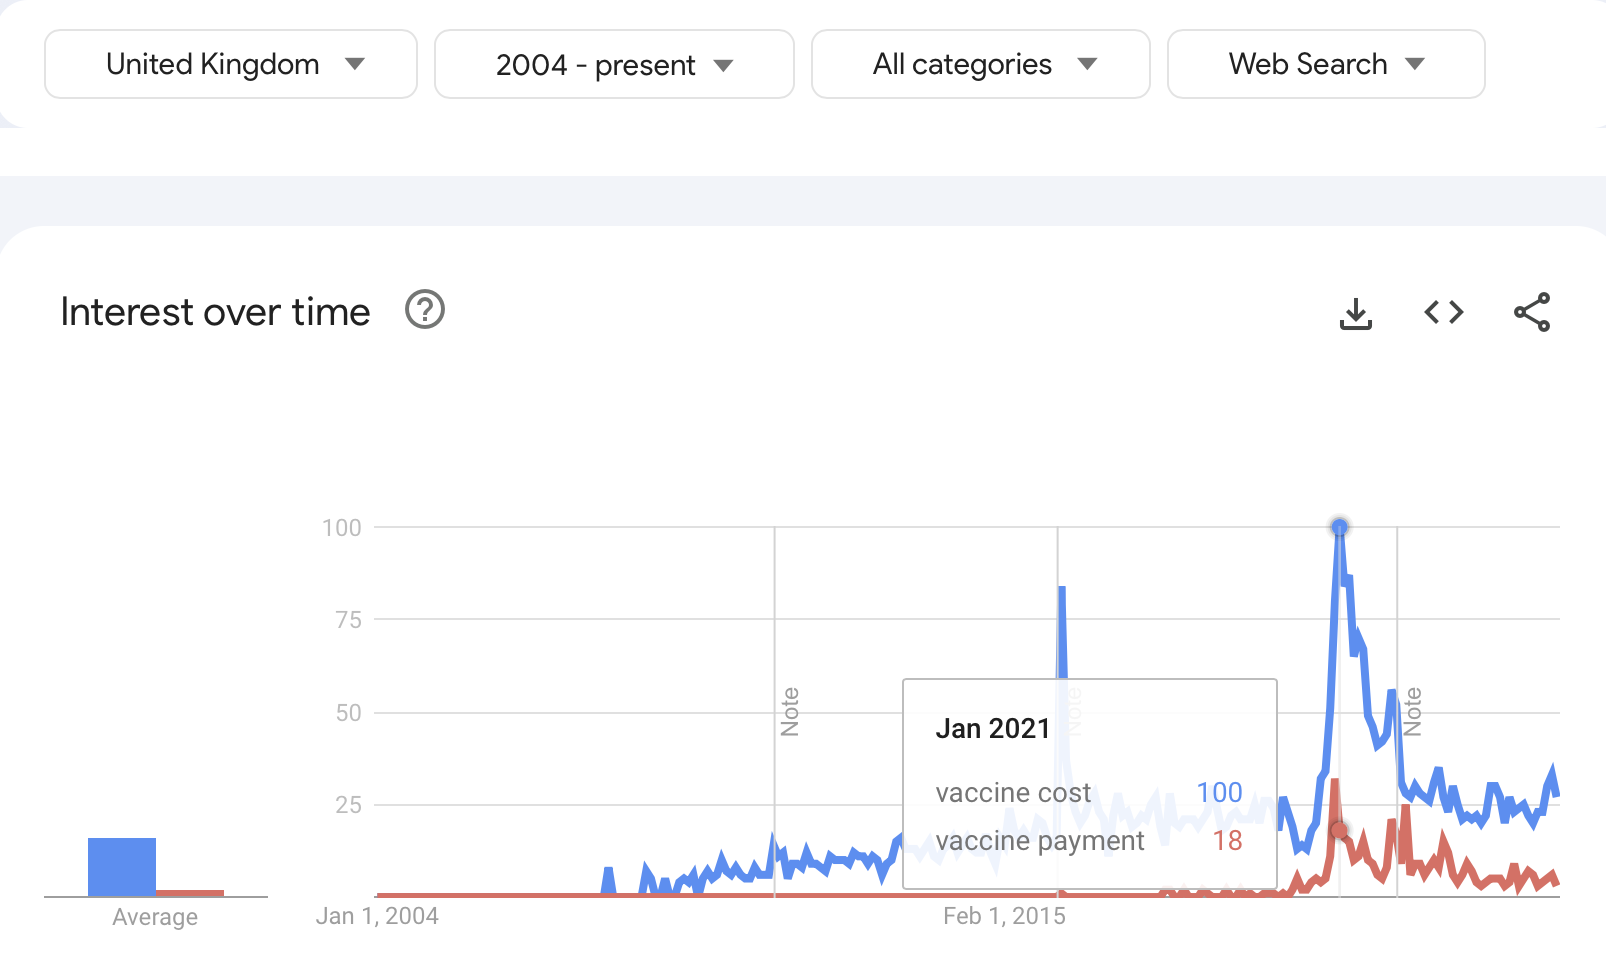 United Kingdom 2004 - present All categories Web Search
Interest over time
100
75
50
25
Note
Note
Note
Jan 2021
vaccine cost 100
vaccine payment 18
Average
Jan 1, 2004
Feb 1, 2015